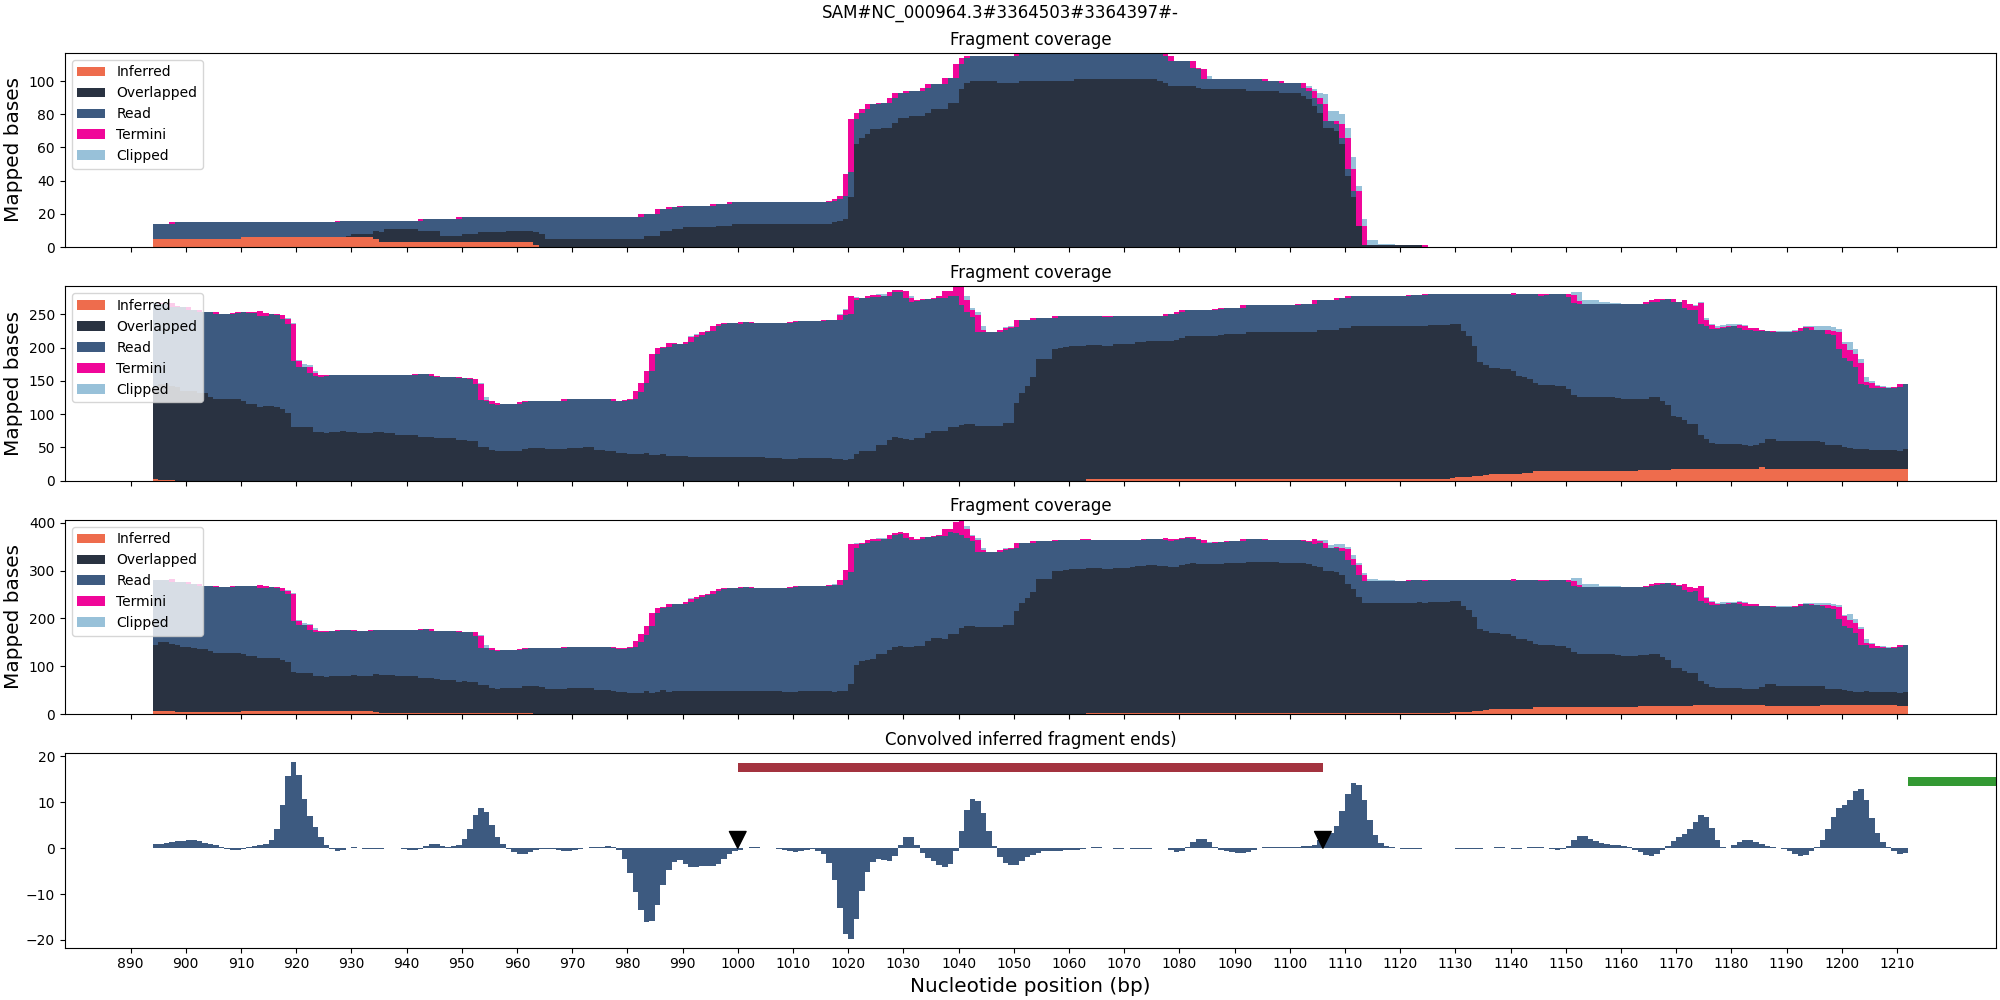 SAM#NC_000964.3#3364503#3364397#-
Fragment coverage
Mapped bases
100
80
60
40
20
0
Inferred
Overlapped
Read
Termini
Clipped
Fragment coverage
Mapped bases
250
200
150
100
50
0
Inferred
Overlapped
Read
Termini
Clipped
Fragment coverage
Mapped bases
400
300
200
100
0
Inferred
Overlapped
Read
Termini
Clipped
Convolved inferred fragment ends)
20
10
0
−10
−20
890 900 910 920 930 940 950 960 970 980 990 1000 1010 1020 1030 1040 1050 1060 1070 1080 1090 1100 1110 1120 1130 1140 1150 1160 1170 1180 1190 1200 1210
Nucleotide position (bp)